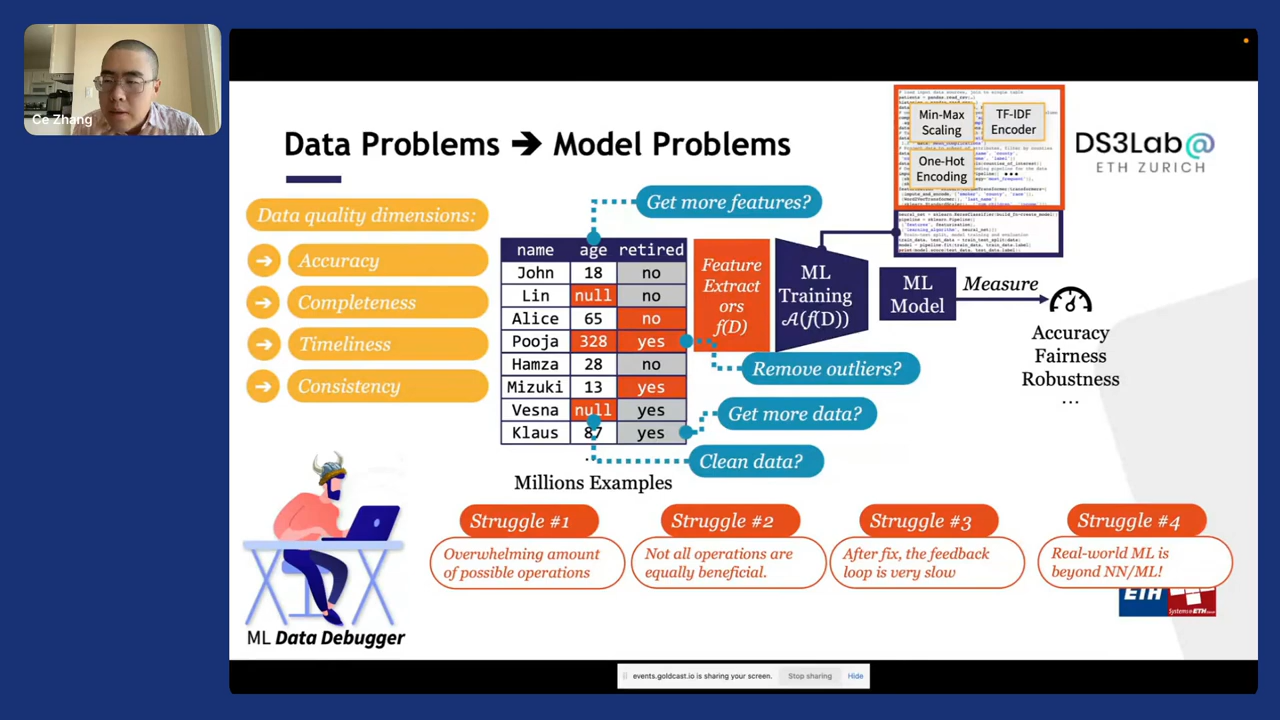 Ce Zhang
Data Problems ➔ Model Problems
Min-Max
Scaling
TF-IDF
Encoder
One-Hot
Encoding
•••
DS3Lab@
ETH ZURICH
Data quality dimensions:
➔ Accuracy
➔ Completeness
➔ Timeliness
➔ Consistency
Get more features?
name age retired
John 18 no
Lin null no
Alice 65 no
Pooja 328 yes
Hamza 28 no
Mizuki 13 yes
Vesna null yes
Klaus 87 yes
Millions Examples
Feature
Extract
ors
f(D)
ML
Training
𝒜(f(D))
ML
Model
Measure
Accuracy
Fairness
Robustness
...
Remove outliers?
Get more data?
Clean data?
ML Data Debugger
Struggle #1
Overwhelming amount
of possible operations
Struggle #2
Not all operations are
equally beneficial.
Struggle #3
After fix, the feedback
loop is very slow
Struggle #4
Real-world ML is
beyond NN/ML!
ETH
Systems@ETH
events.goldcast.io is sharing your screen.
Stop sharing
Hide